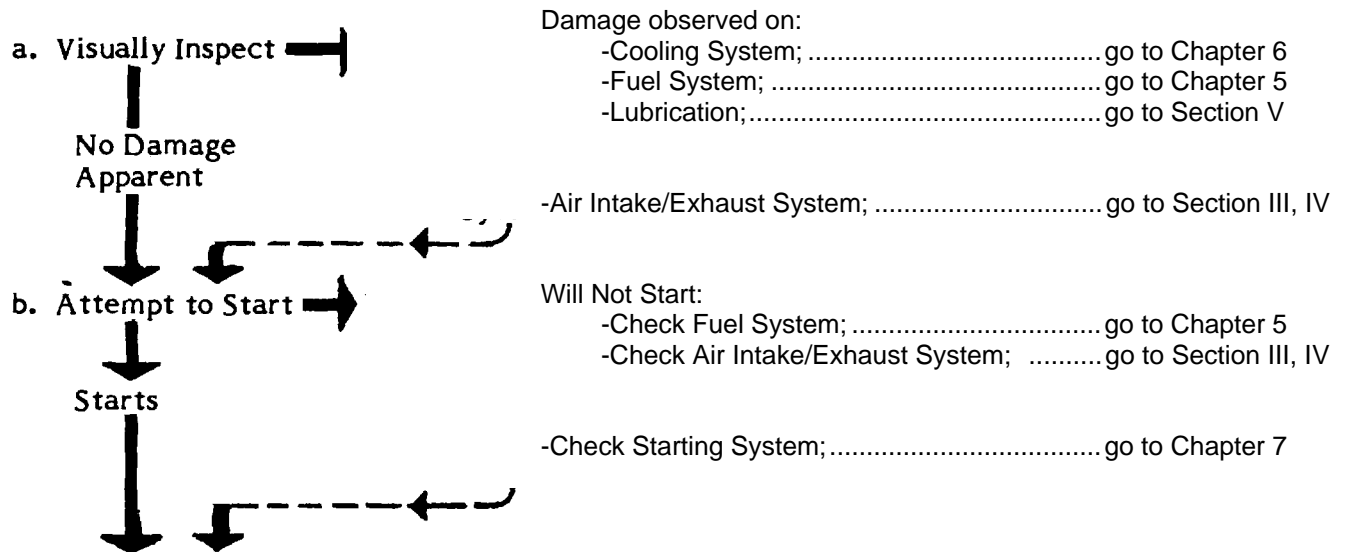 Damage observed on:
a. Visually Inspect
-Cooling System; ........................................go to Chapter 6
-Fuel System; ............................................go to Chapter 5
-Lubrication;...............................................go to Section V
No Damage
Apparent
-Air Intake/Exhaust System; ...............................go to Section III, IV
b. Attempt to Start
Will Not Start:
-Check Fuel System; ..................................go to Chapter 5
-Check Air Intake/Exhaust System; ..........go to Section III, IV
Starts
-Check Starting System;.....................................go to Chapter 7